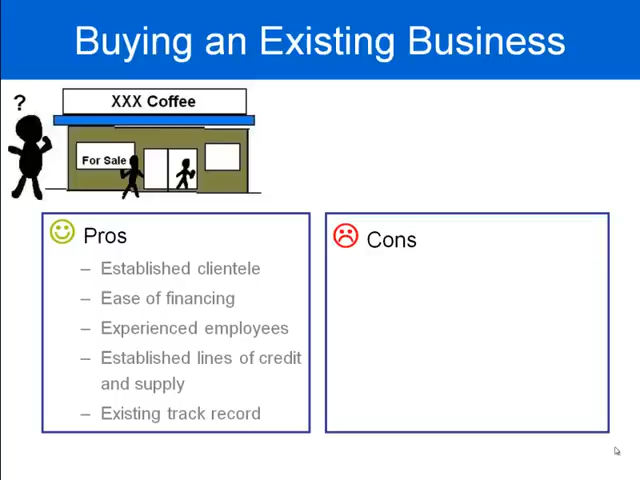 Buying an Existing Business
?
XXX Coffee
For Sale
Pros
– Established clientele
– Ease of financing
– Experienced employees
– Established lines of credit
and supply
– Existing track record
Cons